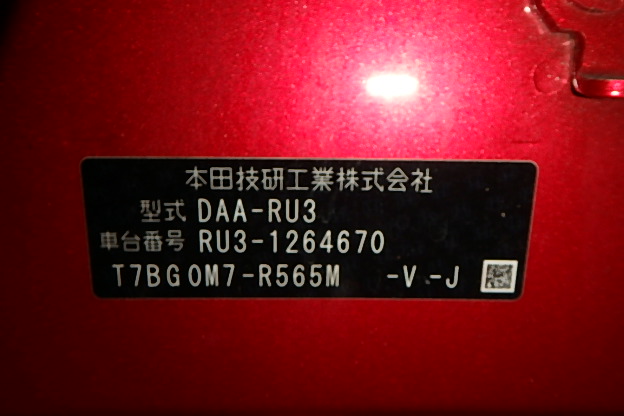 本田技研工業株式会社
型式 DAA-RU3
車台番号 RU3-1264670
T7BG0M7-R565M -V-J